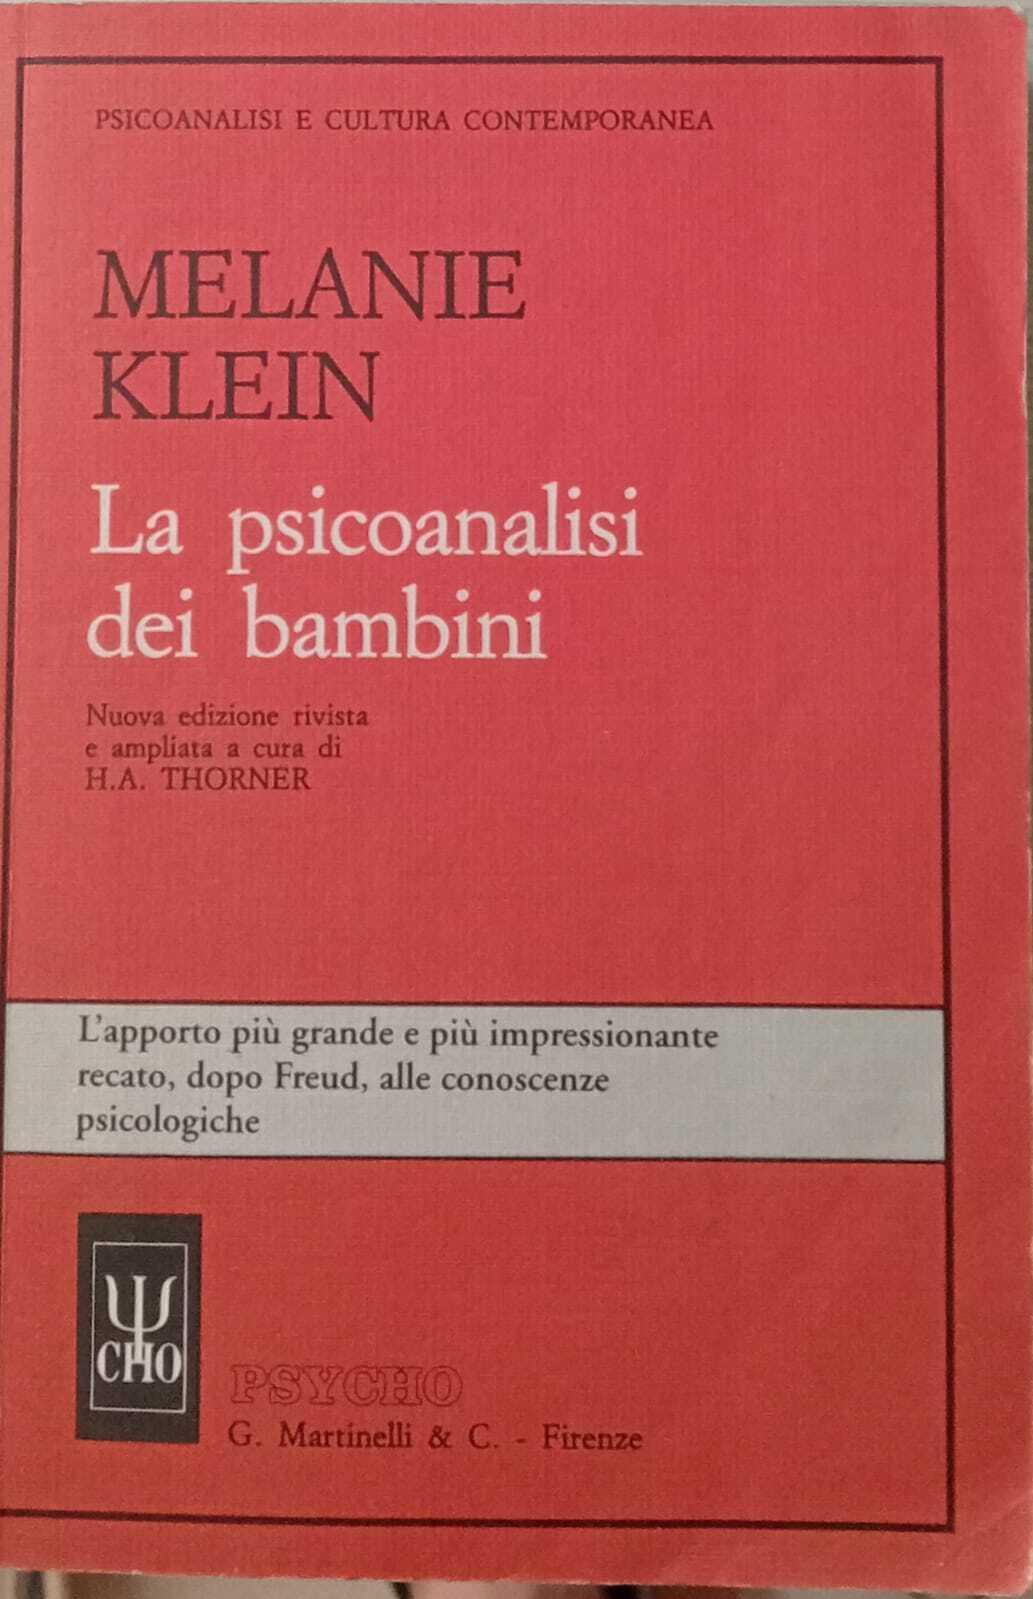 PSICOANALISI E CULTURA CONTEMPORANEA
MELANIE
KLEIN
La psicoanalisi
dei bambini
Nuova edizione rivista
e ampliata a cura di
H.A. THORNER
L'apporto più grande e più impressionante
recato, dopo Freud, alle conoscenze
psicologiche
Ψ
CHO
PSYCHO
G. Martinelli & C. - Firenze